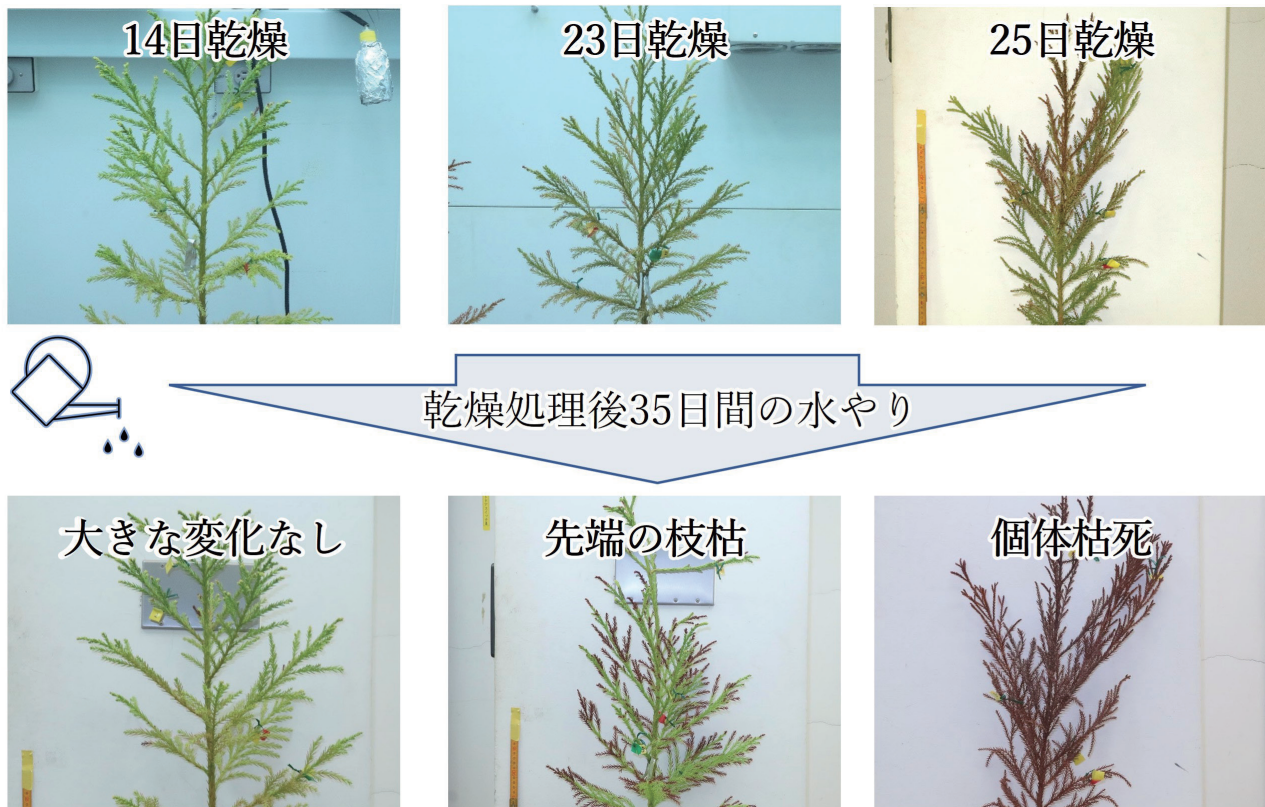 14日乾燥
23日乾燥
25日乾燥
乾燥処理後35日間の水やり
大きな変化なし
先端の枝枯
個体枯死